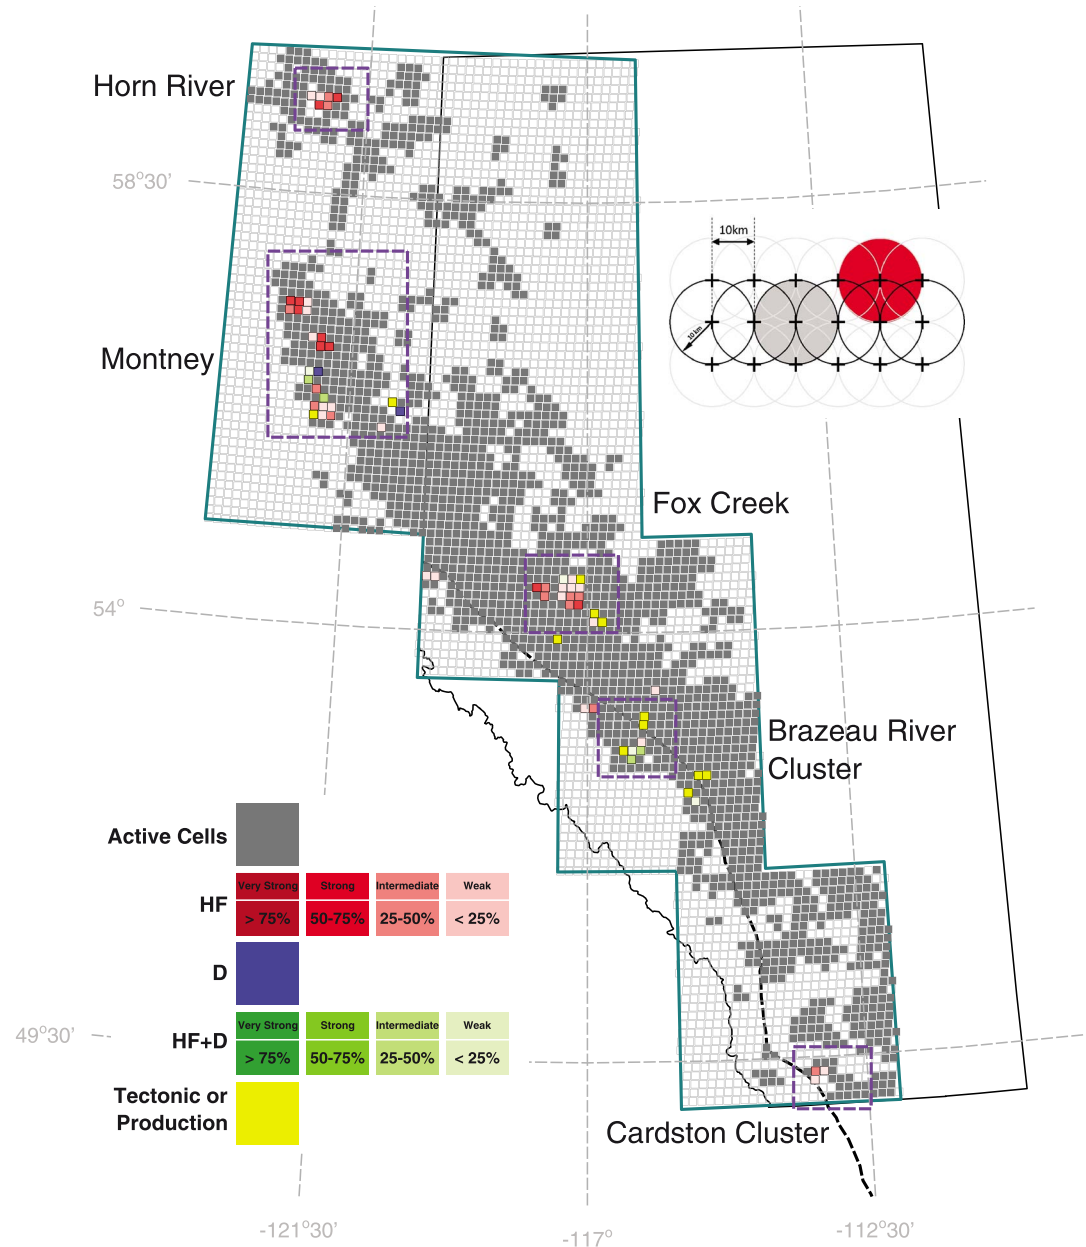 Horn River
58°30'
10km
10 km
Montney
Fox Creek
54°
Brazeau River
Cluster
Active Cells
HF
Very Strong Strong Intermediate Weak
> 75% 50-75% 25-50% < 25%
D
HF+D
Very Strong Strong Intermediate Weak
> 75% 50-75% 25-50% < 25%
49°30'
Tectonic or
Production
Cardston Cluster
-121°30' -117° -112°30'